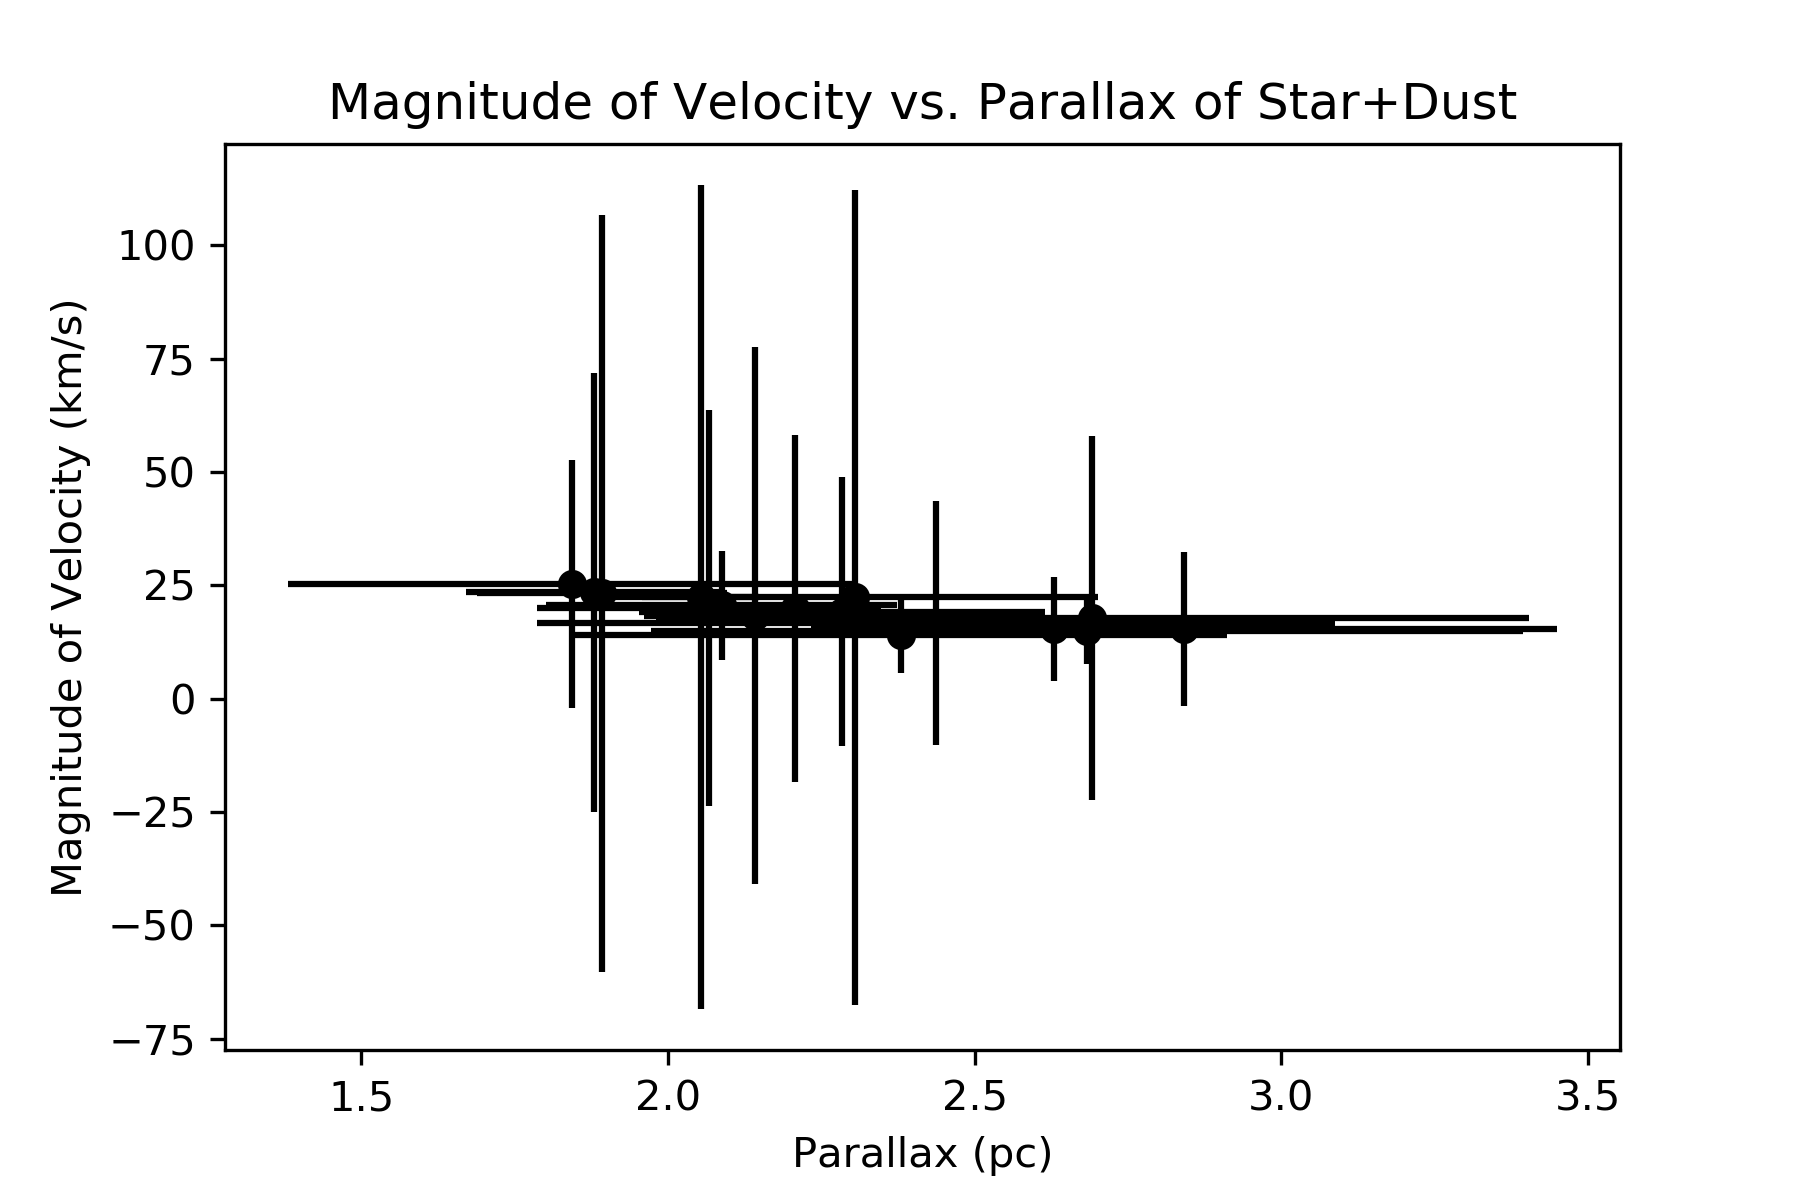 Magnitude of Velocity vs. Parallax of Star+Dust
Magnitude of Velocity (km/s)
100
75
50
25
0
−25
−50
−75
1.5 2.0 2.5 3.0 3.5
Parallax (pc)